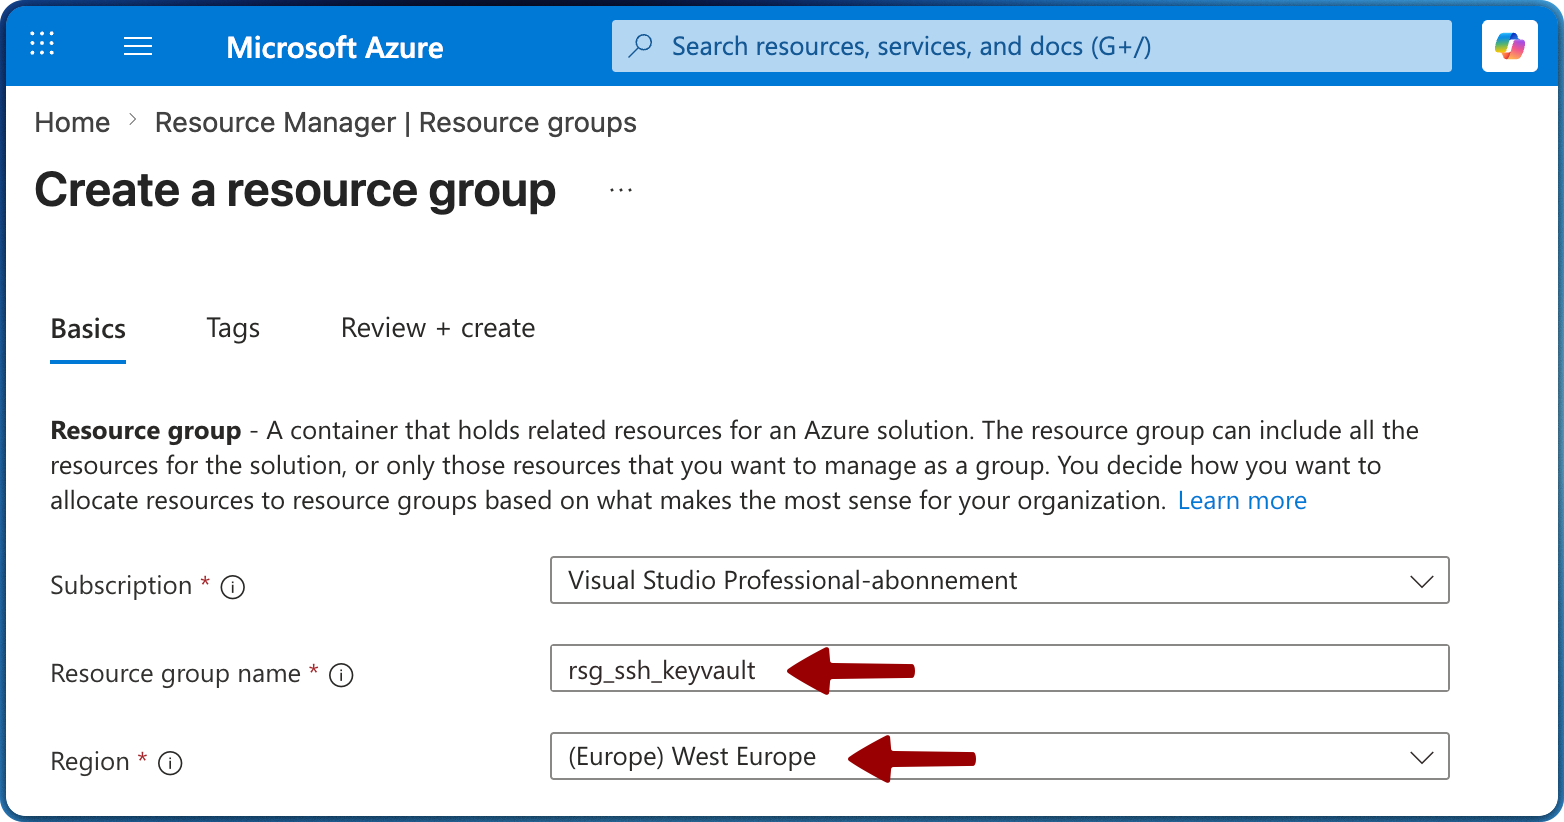 Microsoft Azure
Search resources, services, and docs (G+/)
Home > Resource Manager | Resource groups
Create a resource group ...
Basics Tags Review + create
Resource group - A container that holds related resources for an Azure solution. The resource group can include all the
resources for the solution, or only those resources that you want to manage as a group. You decide how you want to
allocate resources to resource groups based on what makes the most sense for your organization. Learn more
Subscription * Visual Studio Professional-abonnement
Resource group name * rsg_ssh_keyvault
Region * (Europe) West Europe